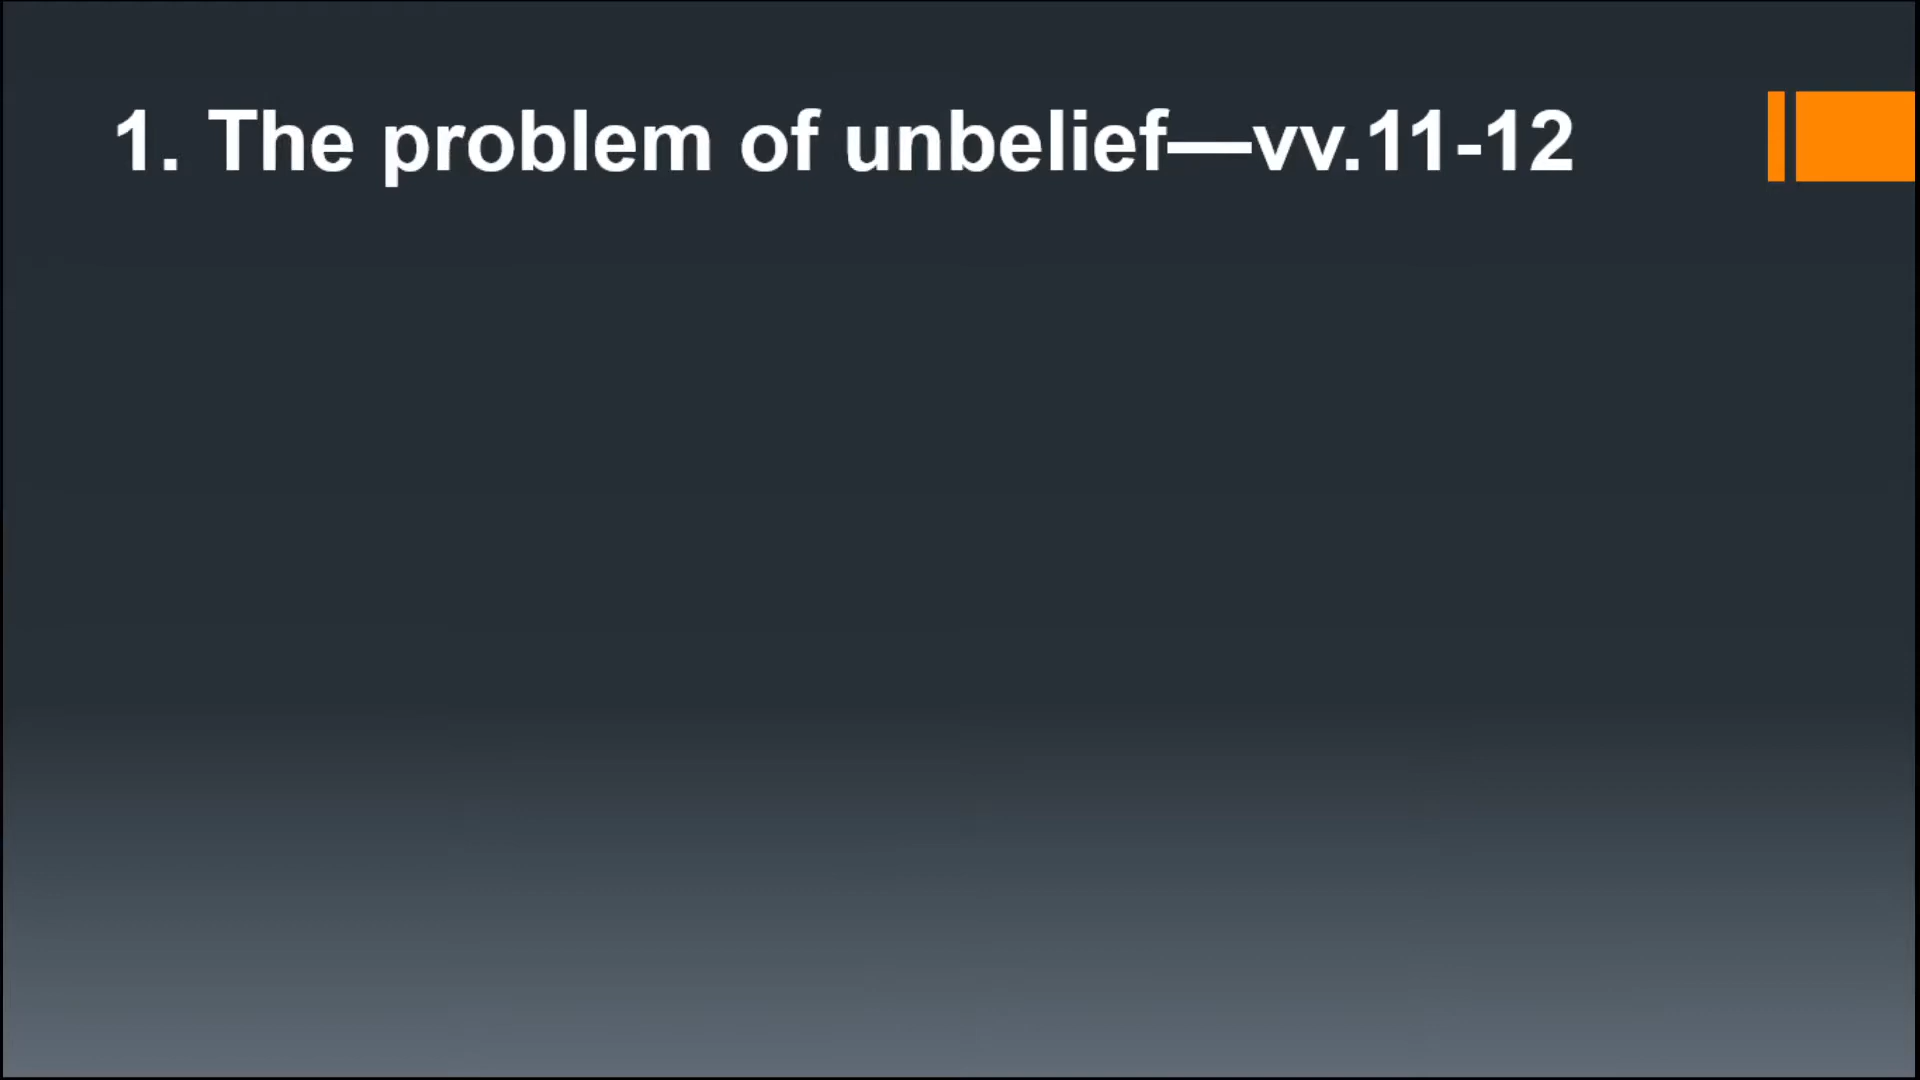 1. The problem of unbelief—vv.11-12